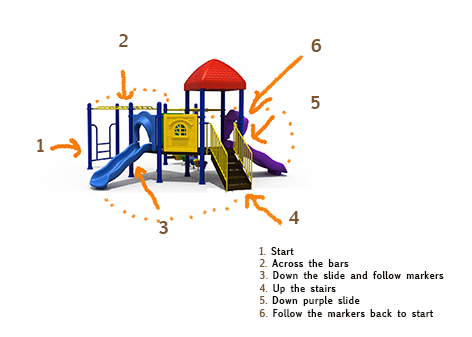 2
6
5
1
3
4
1. Start
2. Across the bars
3. Down the slide and follow markers
4. Up the stairs
5. Down purple slide
6. Follow the markers back to start